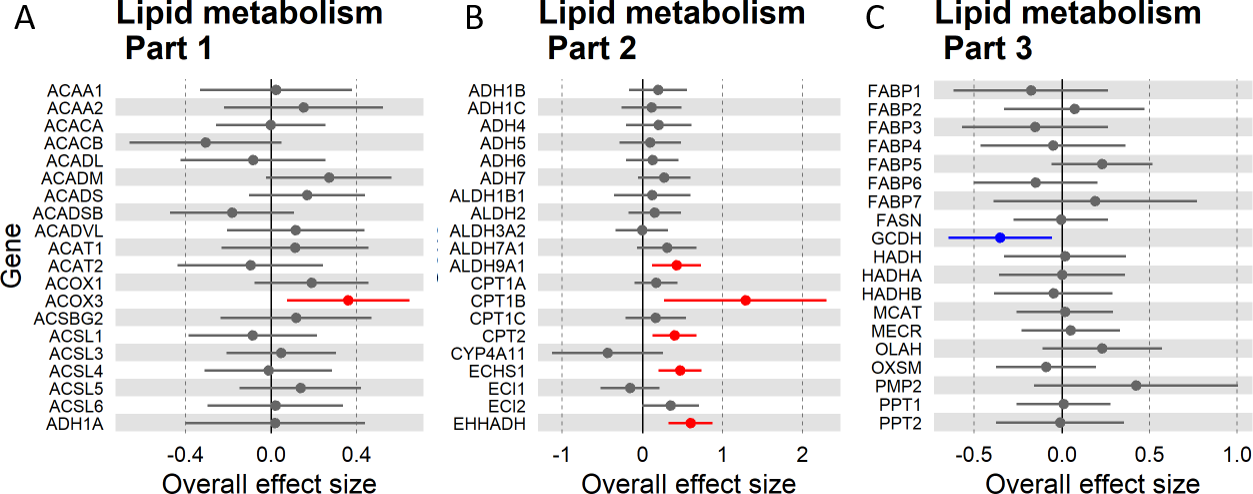 A
Lipid metabolism
Part 1
Gene
ACAA1
ACAA2
ACACA
ACACB
ACADL
ACADM
ACADS
ACADSB
ACADVL
ACAT1
ACAT2
ACOX1
ACOX3
ACSBG2
ACSL1
ACSL3
ACSL4
ACSL5
ACSL6
ADH1A
-0.4 0.0 0.4
Overall effect size
B
Lipid metabolism
Part 2
ADH1B
ADH1C
ADH4
ADH5
ADH6
ADH7
ALDH1B1
ALDH2
ALDH3A2
ALDH7A1
ALDH9A1
CPT1A
CPT1B
CPT1C
CPT2
CYP4A11
ECHS1
ECI1
ECI2
EHHADH
-1 0 1 2
Overall effect size
C
Lipid metabolism
Part 3
FABP1
FABP2
FABP3
FABP4
FABP5
FABP6
FABP7
FASN
GCDH
HADH
HADHA
HADHB
MCAT
MECR
OLAH
OXSM
PMP2
PPT1
PPT2
-0.5 0.0 0.5 1.0
Overall effect size